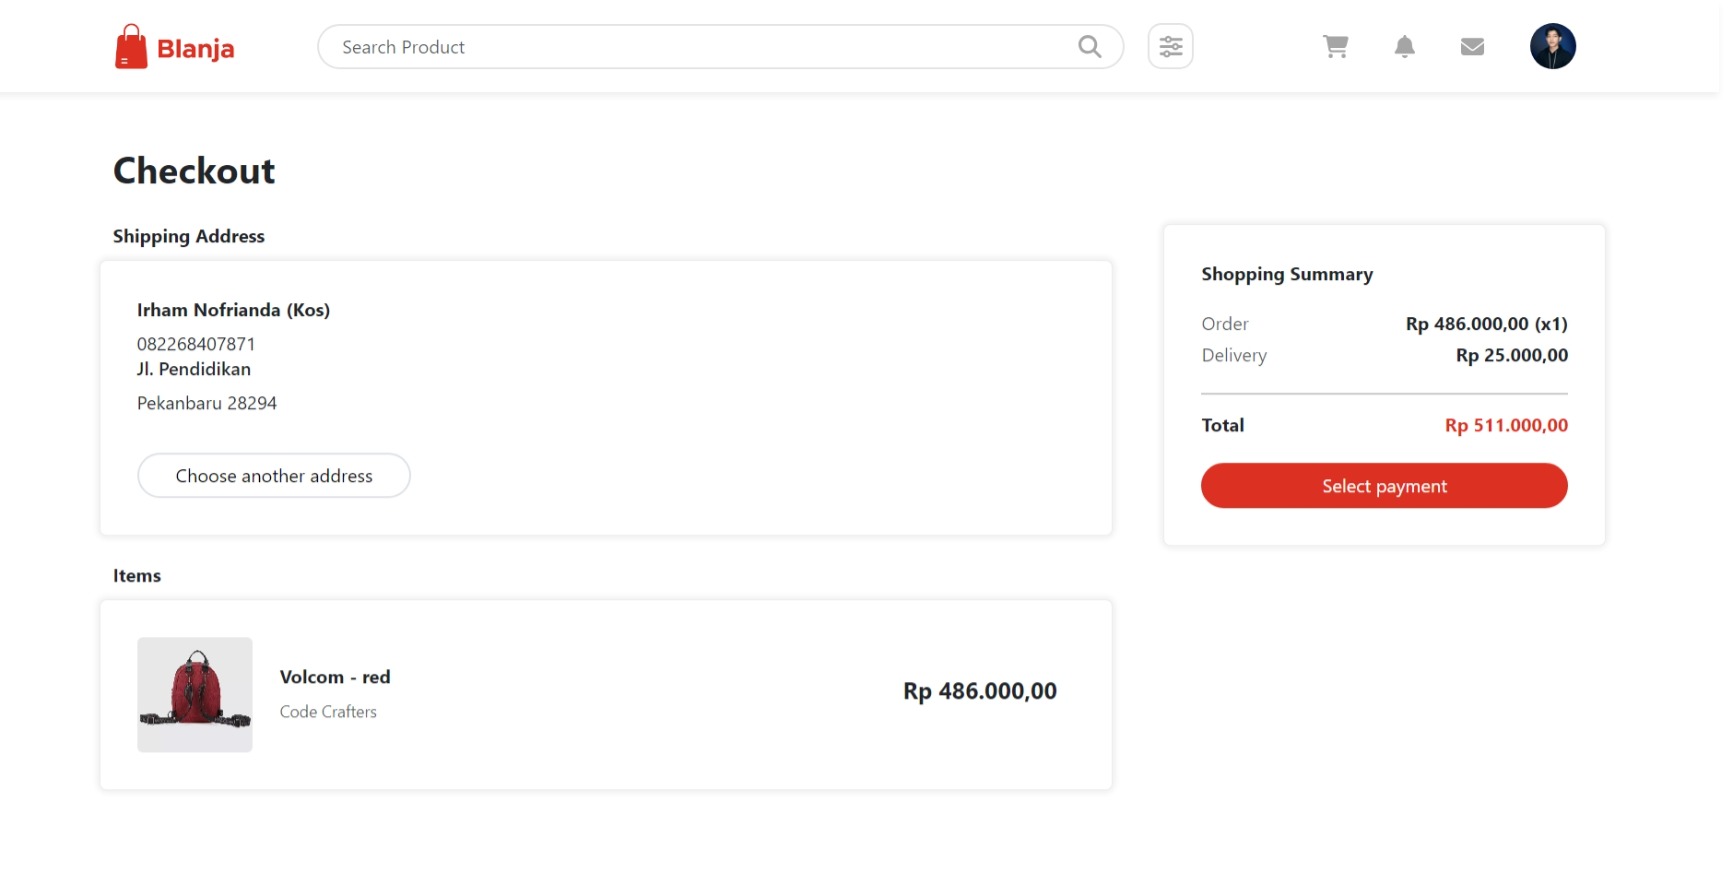 Blanja
Search Product
Checkout
Shipping Address
Irham Nofrianda (Kos)
082268407871
Jl. Pendidikan
Pekanbaru 28294
Choose another address
Items
Volcom - red
Code Crafters
Rp 486.000,00
Shopping Summary
Order Rp 486.000,00 (x1)
Delivery Rp 25.000,00
Total Rp 511.000,00
Select payment